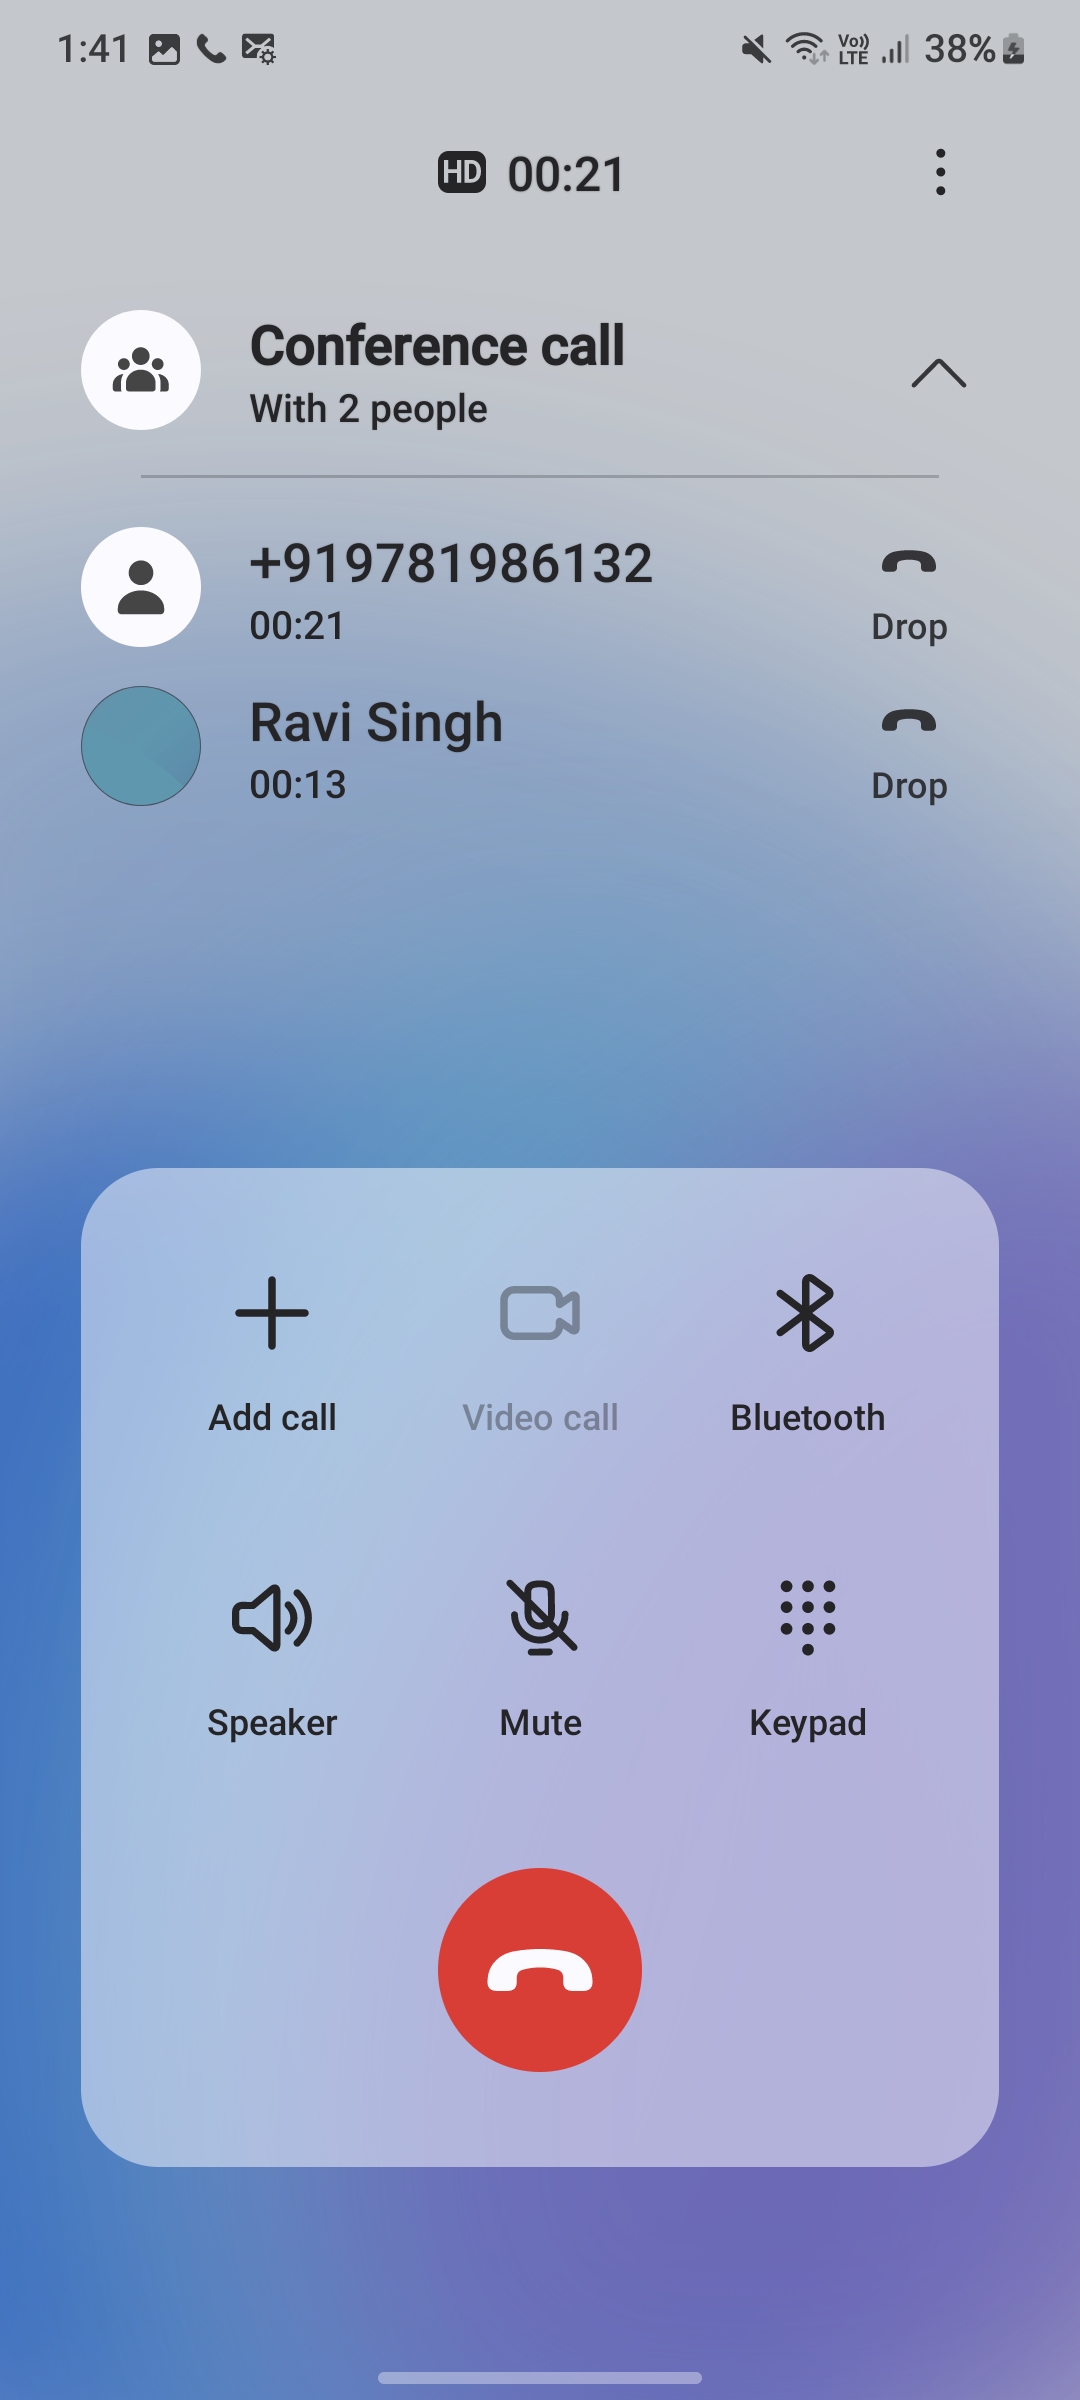 1:41 Vo)) LTE 38%
HD 00:21
Conference call
With 2 people
+919781986132
00:21
Drop
Ravi Singh
00:13
Drop
Add call
Video call
Bluetooth
Speaker
Mute
Keypad